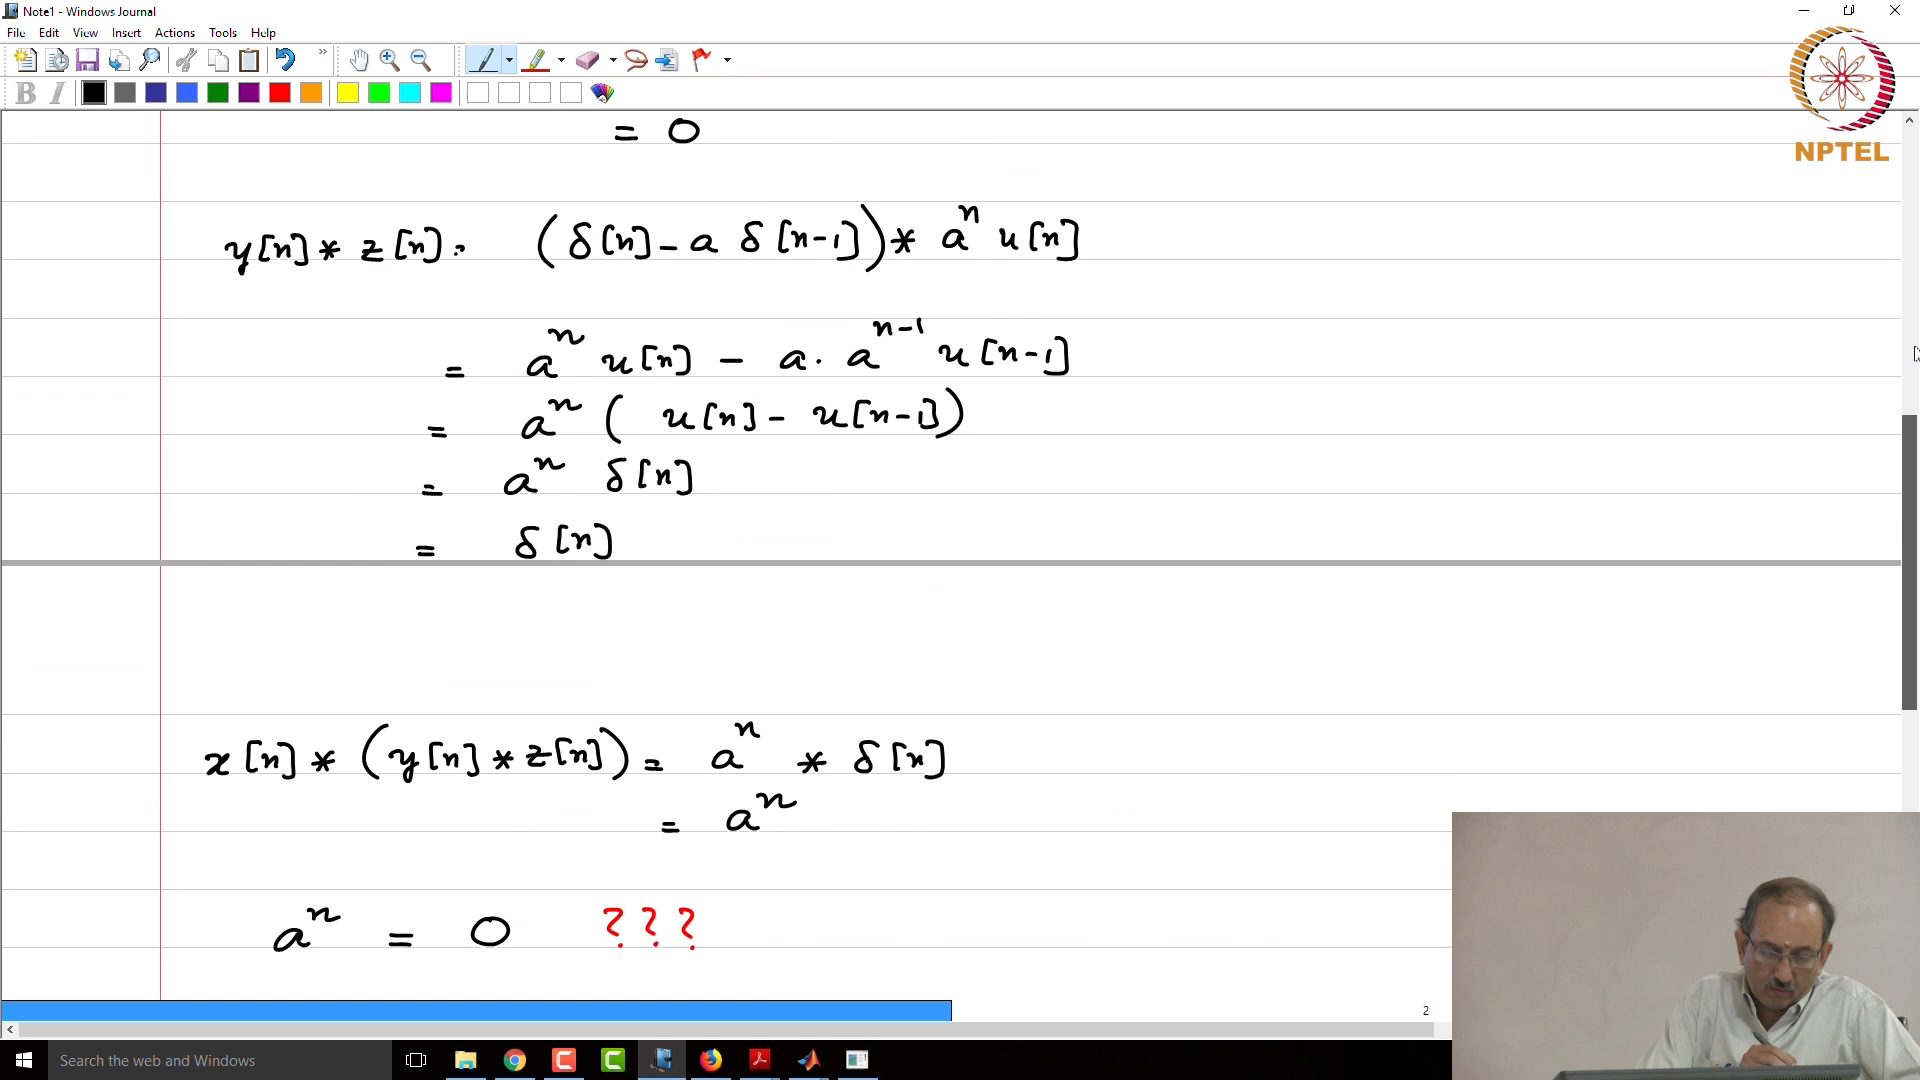 Note1 - Windows Journal
File Edit View Insert Actions Tools Help
B I
NPTEL
= 0
y[n] * z[n] = (δ[n] - a δ[n-1]) * a^n u[n]
= a^n u[n] - a · a^{n-1} u[n-1]
= a^n ( u[n] - u[n-1])
= a^n δ[n]
= δ[n]
x[n] * (y[n] * z[n]) = a^n * δ[n]
= a^n
a^n = 0 ???
2
Search the web and Windows